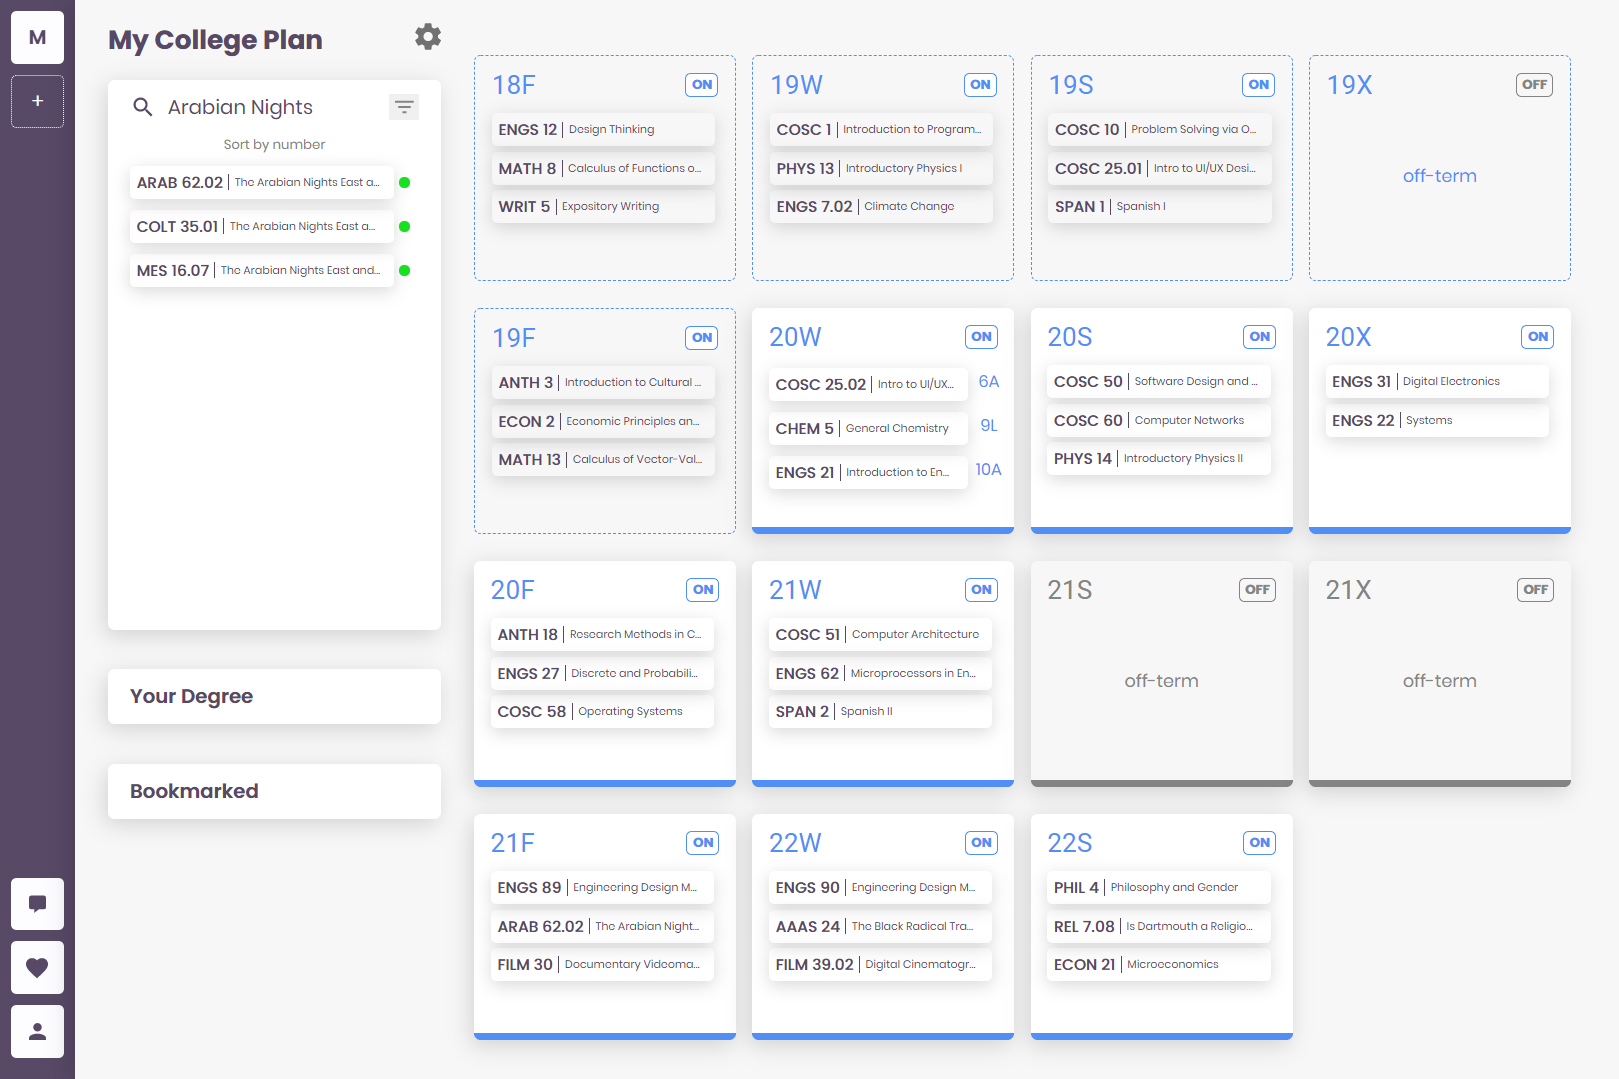 M
+
My College Plan
Arabian Nights
Sort by number
ARAB 62.02 | The Arabian Nights East a...
COLT 35.01 | The Arabian Nights East a...
MES 16.07 | The Arabian Nights East and...
Your Degree
Bookmarked
18F ON
ENGS 12 | Design Thinking
MATH 8 | Calculus of Functions o...
WRIT 5 | Expository Writing
19W ON
COSC 1 | Introduction to Program...
PHYS 13 | Introductory Physics I
ENGS 7.02 | Climate Change
19S ON
COSC 10 | Problem Solving via O...
COSC 25.01 | Intro to UI/UX Desi...
SPAN 1 | Spanish I
19X OFF
off-term
19F ON
ANTH 3 | Introduction to Cultural ...
ECON 2 | Economic Principles an...
MATH 13 | Calculus of Vector-Val...
20W ON
COSC 25.02 | Intro to UI/UX... 6A
CHEM 5 | General Chemistry 9L
ENGS 21 | Introduction to En... 10A
20S ON
COSC 50 | Software Design and ...
COSC 60 | Computer Networks
PHYS 14 | Introductory Physics II
20X ON
ENGS 31 | Digital Electronics
ENGS 22 | Systems
20F ON
ANTH 18 | Research Methods in C...
ENGS 27 | Discrete and Probabili...
COSC 58 | Operating Systems
21W ON
COSC 51 | Computer Architecture
ENGS 62 | Microprocessors in En...
SPAN 2 | Spanish II
21S OFF
off-term
21X OFF
off-term
21F ON
ENGS 89 | Engineering Design M...
ARAB 62.02 | The Arabian Night...
FILM 30 | Documentary Videoma...
22W ON
ENGS 90 | Engineering Design M...
AAAS 24 | The Black Radical Tra...
FILM 39.02 | Digital Cinematogr...
22S ON
PHIL 4 | Philosophy and Gender
REL 7.08 | Is Dartmouth a Religio...
ECON 21 | Microeconomics